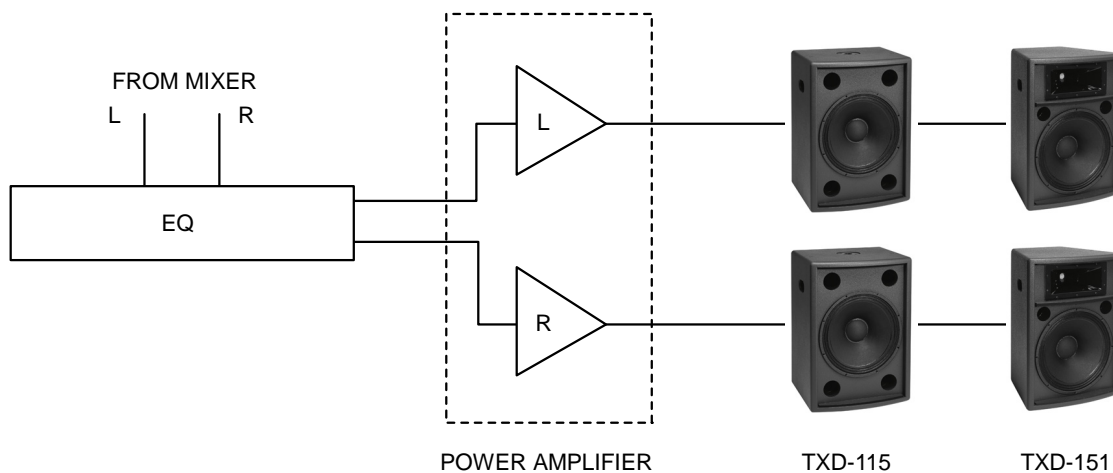 FROM MIXER
L R
EQ
L
R
POWER AMPLIFIER TXD-115 TXD-151